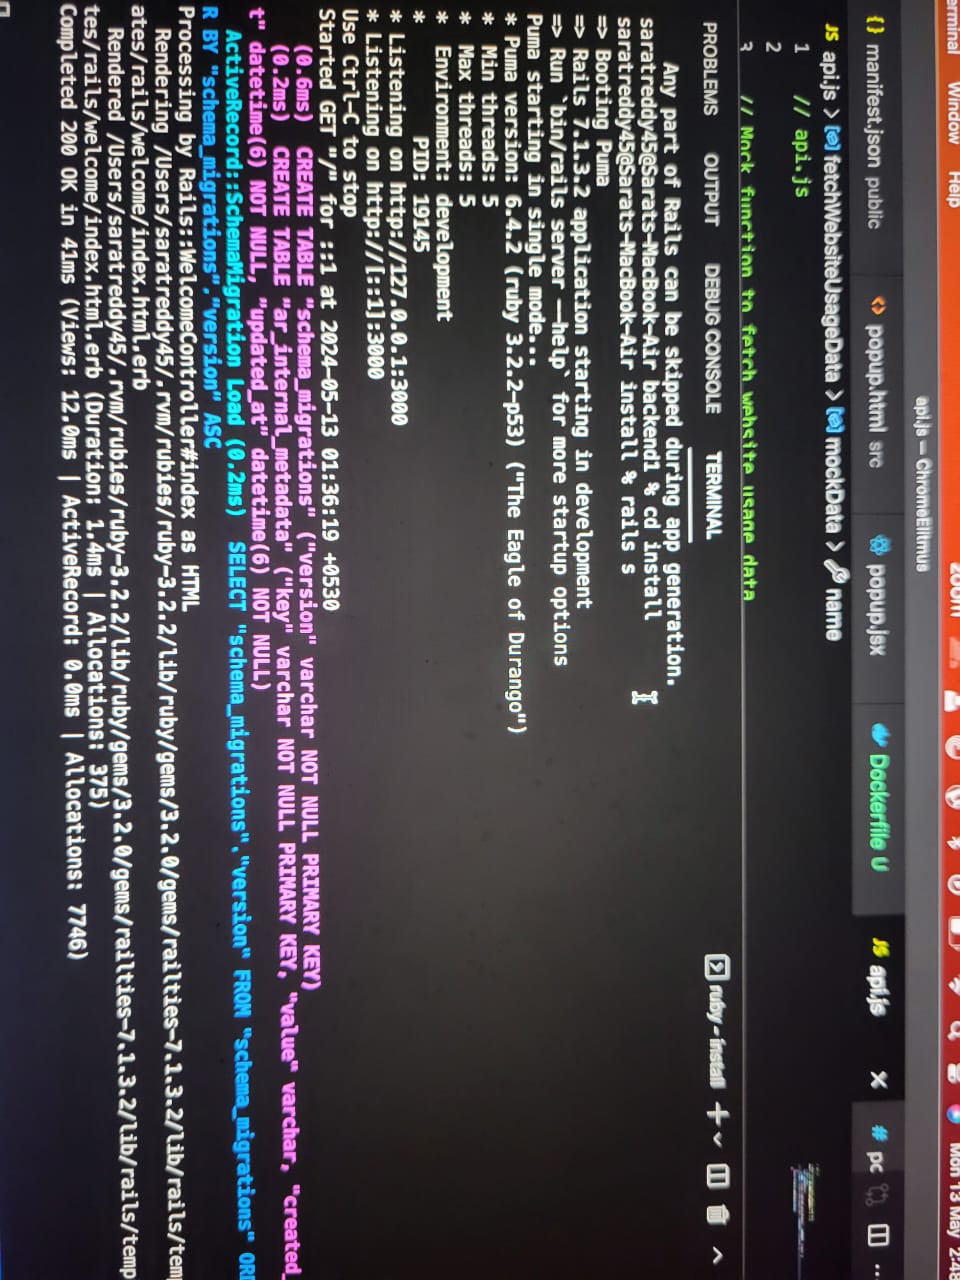 erminal Window Help zoom Mon 13 May 2:4
api.js — ChromeElitmus
{} manifest.json public popup.html src popup.jsx Dockerfile U JS api.js × # pc ...
JS api.js > fetchWebsiteUsageData > mockData > name
1 // api.js
2
3 // Mock function to fetch website usage data
PROBLEMS OUTPUT DEBUG CONSOLE TERMINAL ruby - install
Any part of Rails can be skipped during app generation.
saratreddy45@Sarats-MacBook-Air backend1 % cd install
saratreddy45@Sarats-MacBook-Air install % rails s
=> Booting Puma
=> Rails 7.1.3.2 application starting in development
=> Run `bin/rails server --help` for more startup options
Puma starting in single mode...
* Puma version: 6.4.2 (ruby 3.2.2-p53) ("The Eagle of Durango")
* Min threads: 5
* Max threads: 5
* Environment: development
* PID: 19145
* Listening on http://127.0.0.1:3000
* Listening on http://[::1]:3000
Use Ctrl-C to stop
Started GET "/" for ::1 at 2024-05-13 01:36:19 +0530
(0.6ms) CREATE TABLE "schema_migrations" ("version" varchar NOT NULL PRIMARY KEY)
(0.2ms) CREATE TABLE "ar_internal_metadata" ("key" varchar NOT NULL PRIMARY KEY, "value" varchar, "created_
t" datetime(6) NOT NULL, "updated_at" datetime(6) NOT NULL)
ActiveRecord::SchemaMigration Load (0.2ms) SELECT "schema_migrations"."version" FROM "schema_migrations" ORD
R BY "schema_migrations"."version" ASC
Processing by Rails::WelcomeController#index as HTML
Rendering /Users/saratreddy45/.rvm/rubies/ruby-3.2.2/lib/ruby/gems/3.2.0/gems/railties-7.1.3.2/lib/rails/tem
ates/rails/welcome/index.html.erb
Rendered /Users/saratreddy45/.rvm/rubies/ruby-3.2.2/lib/ruby/gems/3.2.0/gems/railties-7.1.3.2/lib/rails/temp
tes/rails/welcome/index.html.erb (Duration: 1.4ms | Allocations: 375)
Completed 200 OK in 41ms (Views: 12.0ms | ActiveRecord: 0.0ms | Allocations: 7746)